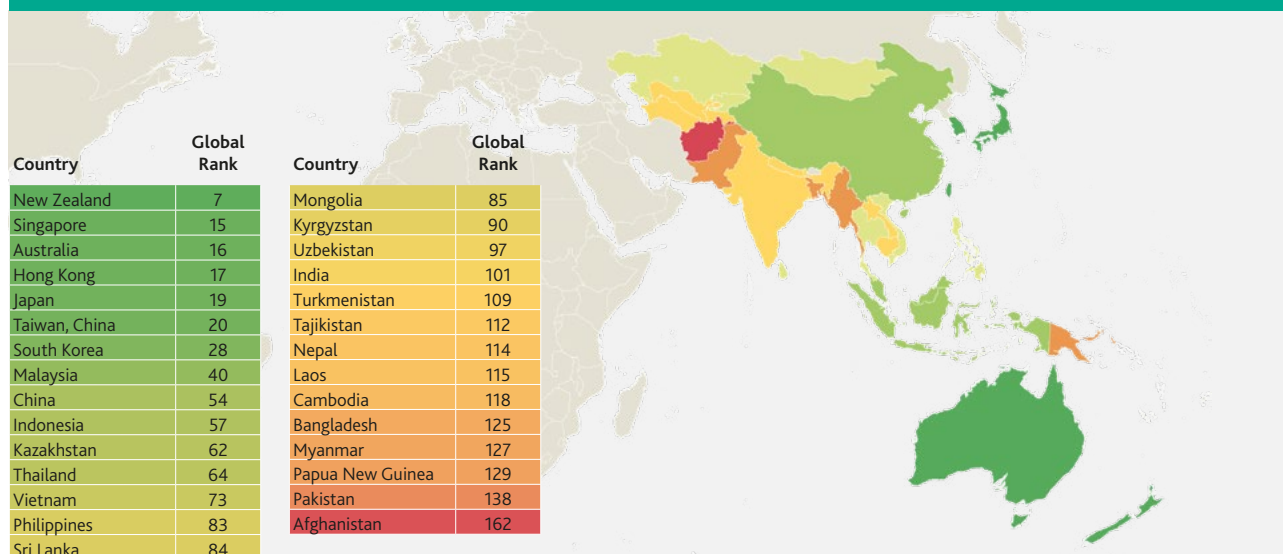 Country Global Rank
New Zealand 7
Singapore 15
Australia 16
Hong Kong 17
Japan 19
Taiwan, China 20
South Korea 28
Malaysia 40
China 54
Indonesia 57
Kazakhstan 62
Thailand 64
Vietnam 73
Philippines 83
Sri Lanka 84
Country Global Rank
Mongolia 85
Kyrgyzstan 90
Uzbekistan 97
India 101
Turkmenistan 109
Tajikistan 112
Nepal 114
Laos 115
Cambodia 118
Bangladesh 125
Myanmar 127
Papua New Guinea 129
Pakistan 138
Afghanistan 162